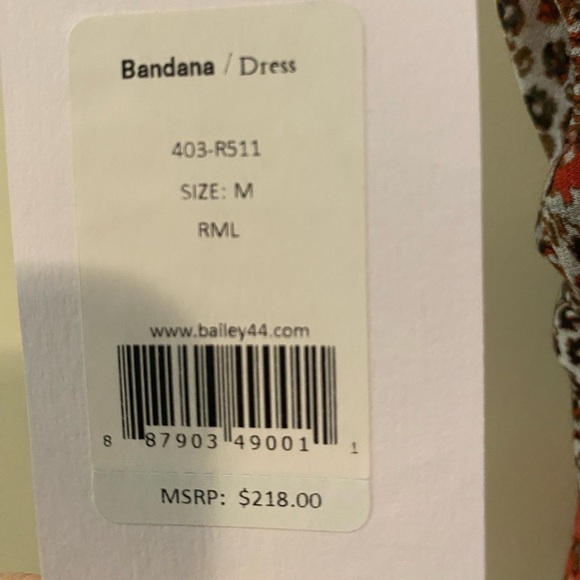 Bandana / Dress
403-R511
SIZE: M
RML
www.bailey44.com
8 87903 49001 1
MSRP: $218.00